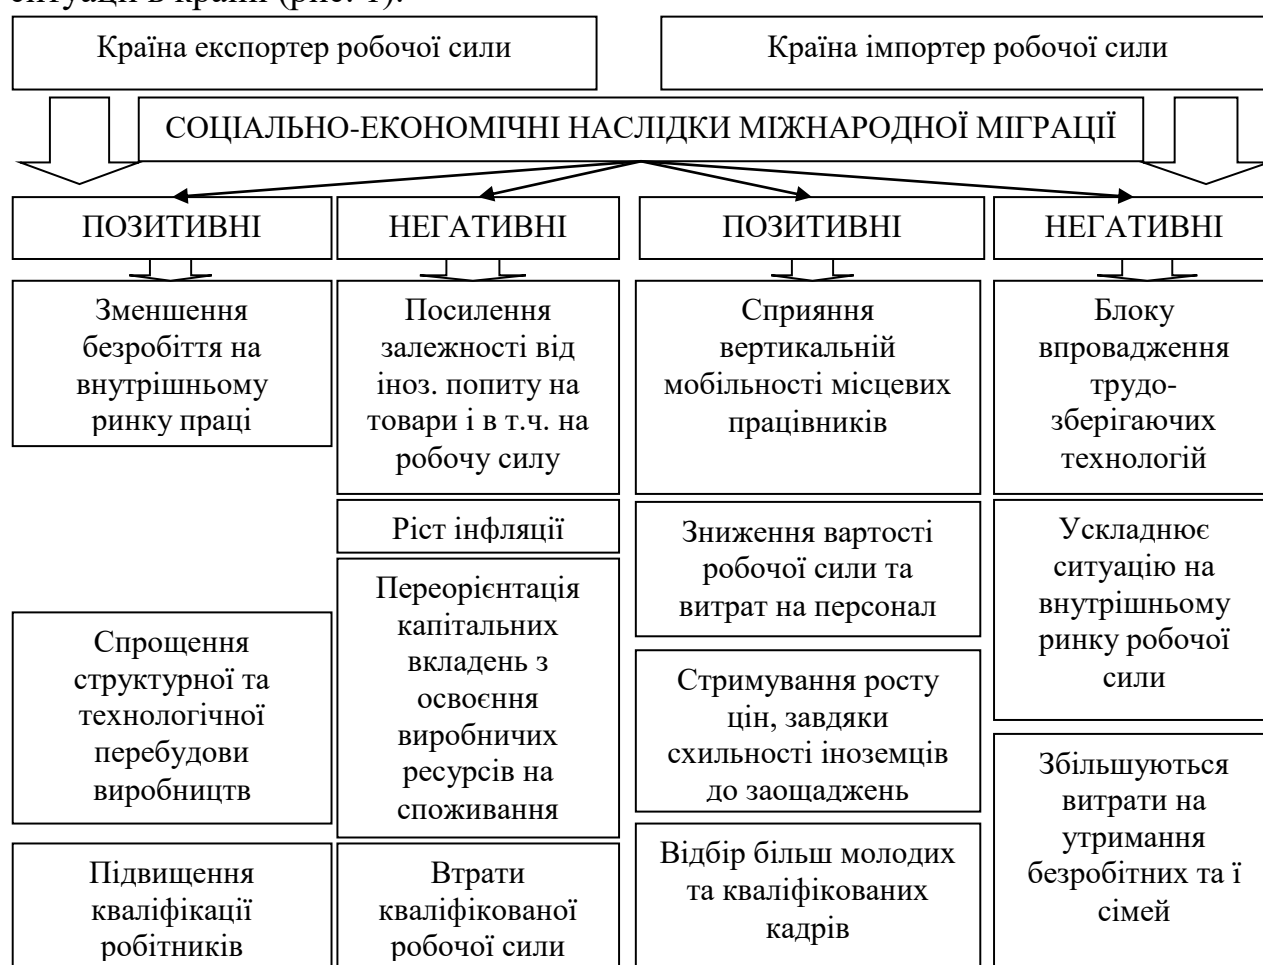 ситуації в країні (рис. 1).
Країна експортер робочої сили
Країна імпортер робочої сили
СОЦІАЛЬНО-ЕКОНОМІЧНІ НАСЛІДКИ МІЖНАРОДНОЇ МІГРАЦІЇ
ПОЗИТИВНІ
НЕГАТИВНІ
ПОЗИТИВНІ
НЕГАТИВНІ
Зменшення
безробіття на
внутрішньому
ринку праці
Спрощення
структурної та
технологічної
перебудови
виробництв
Підвищення
кваліфікації
робітників
Посилення
залежності від
іноз. попиту на
товари і в т.ч. на
робочу силу
Ріст інфляції
Переорієнтація
капітальних
вкладень з
освоєння
виробничих
ресурсів на
споживання
Втрати
кваліфікованої
робочої сили
Сприяння
вертикальній
мобільності місцевих
працівників
Зниження вартості
робочої сили та
витрат на персонал
Стримування росту
цін, завдяки
схильності іноземців
до заощаджень
Відбір більш молодих
та кваліфікованих
кадрів
Блоку
впровадження
трудо-
зберігаючих
технологій
Ускладнює
ситуацію на
внутрішньому
ринку робочої
сили
Збільшуються
витрати на
утримання
безробітних та ї
сімей